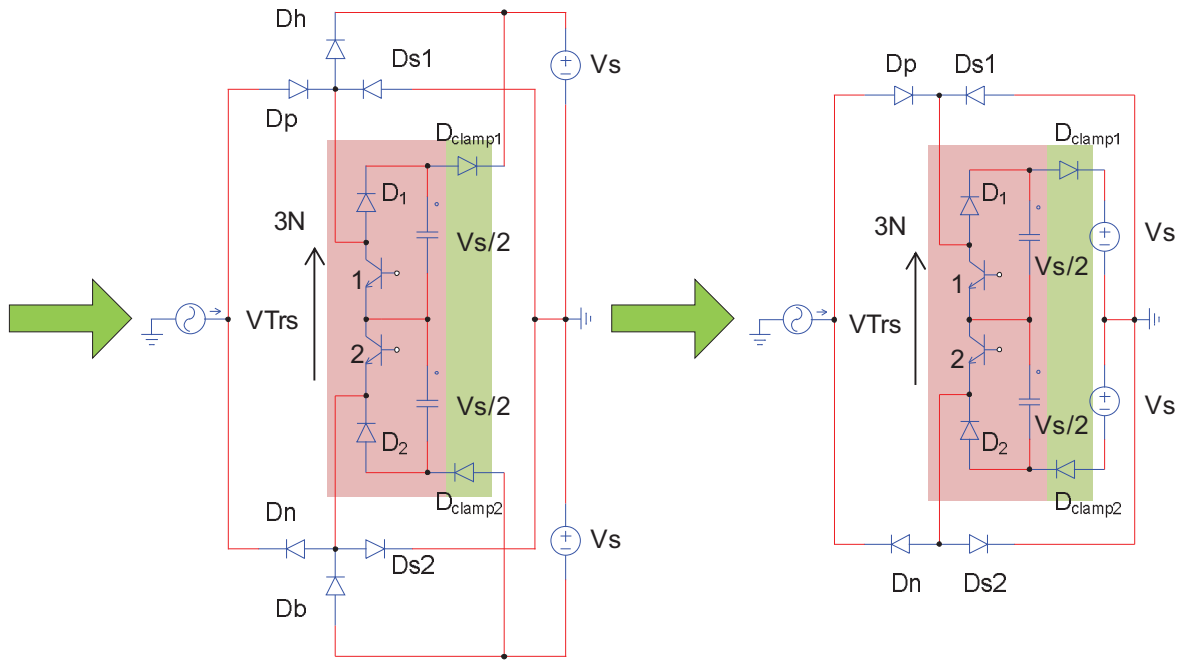 Dh
Vs
Ds1
Dp
Dclamp1
D1
3N
Vs/2
1
VTrs
2
Vs/2
D2
Dclamp2
Dn
Vs
Ds2
Db
Dp
Ds1
Dclamp1
D1
3N
Vs
Vs/2
1
VTrs
2
Vs
Vs/2
D2
Dclamp2
Dn
Ds2